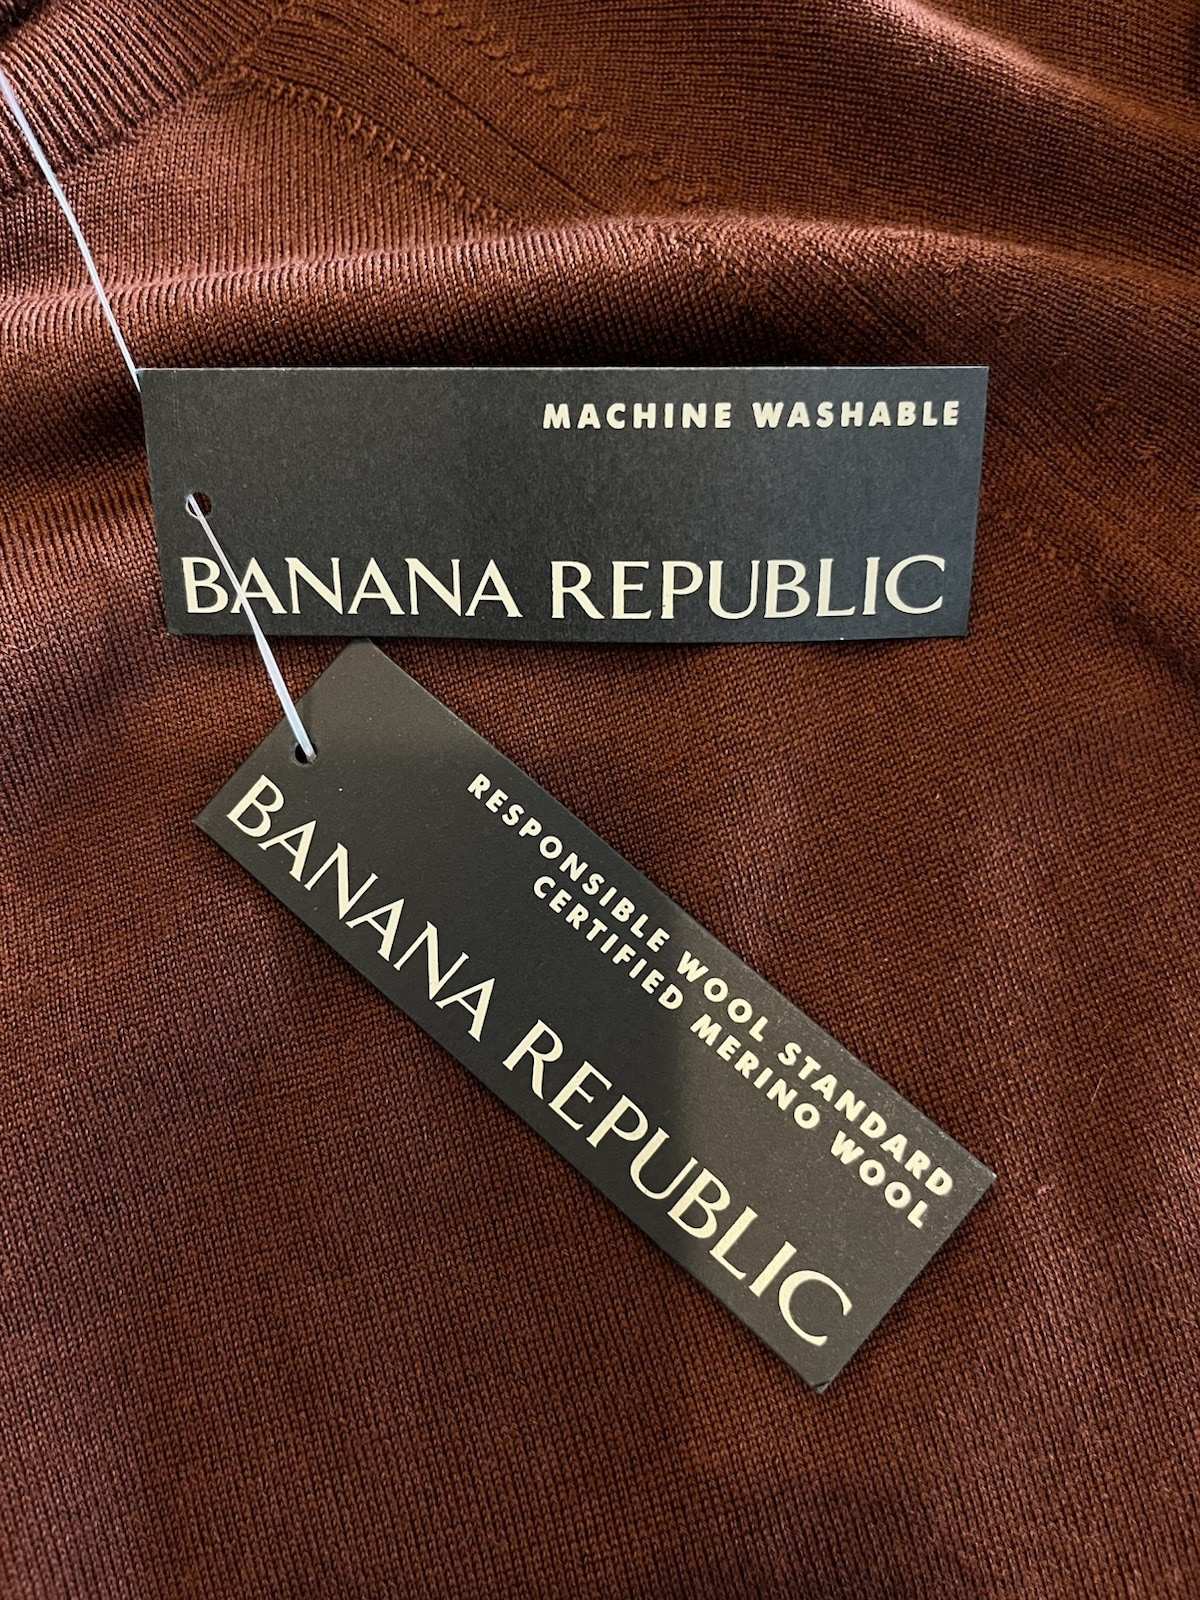 MACHINE WASHABLE
BANANA REPUBLIC
RESPONSIBLE WOOL STANDARD
CERTIFIED MERINO WOOL
BANANA REPUBLIC